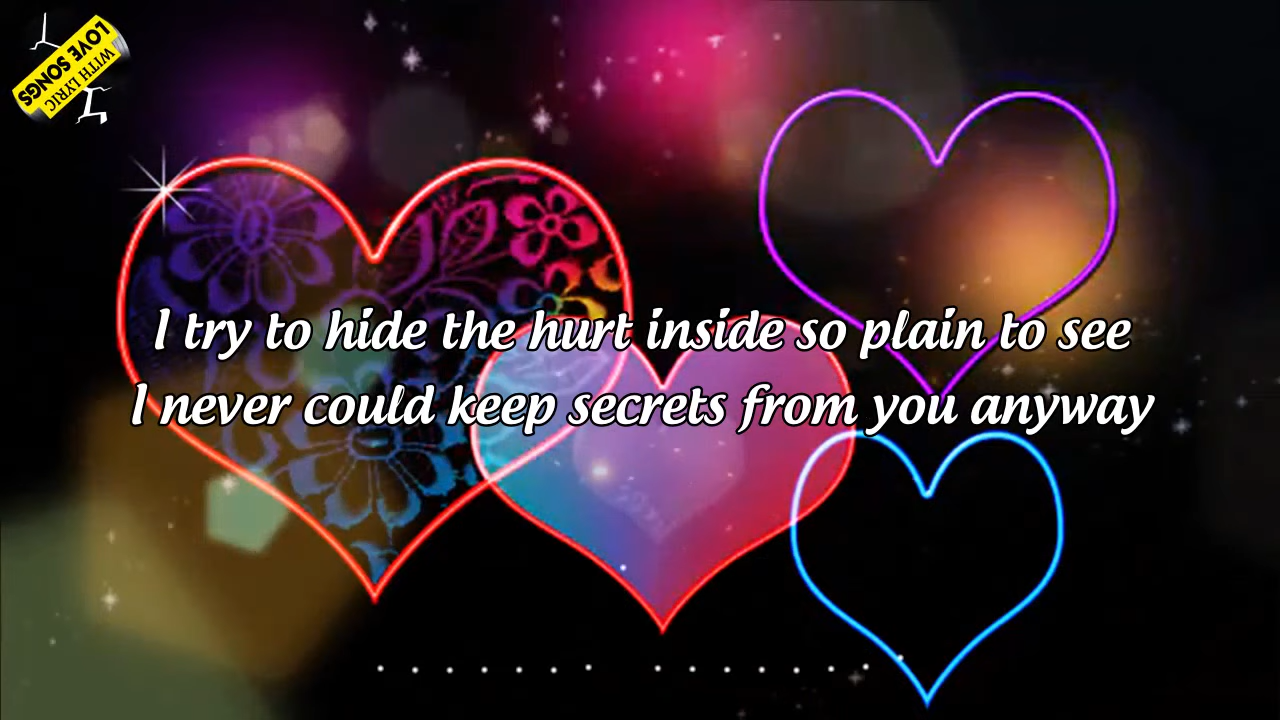 LOVE SONGS
WITH LYRIC
I try to hide the hurt inside so plain to see
I never could keep secrets from you anyway